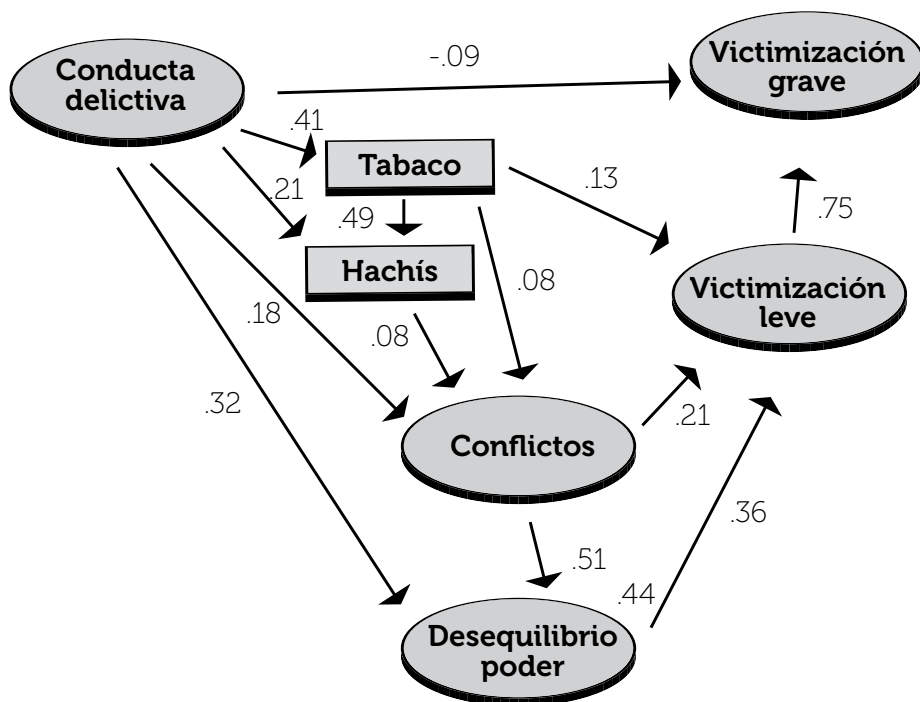 Conducta
delictiva
-.09
Victimización
grave
.41
Tabaco
.21
.49
.13
.75
Hachís
.08
Victimización
leve
.18
.08
.32
Conflictos
.21
.36
.51
.44
Desequilibrio
poder